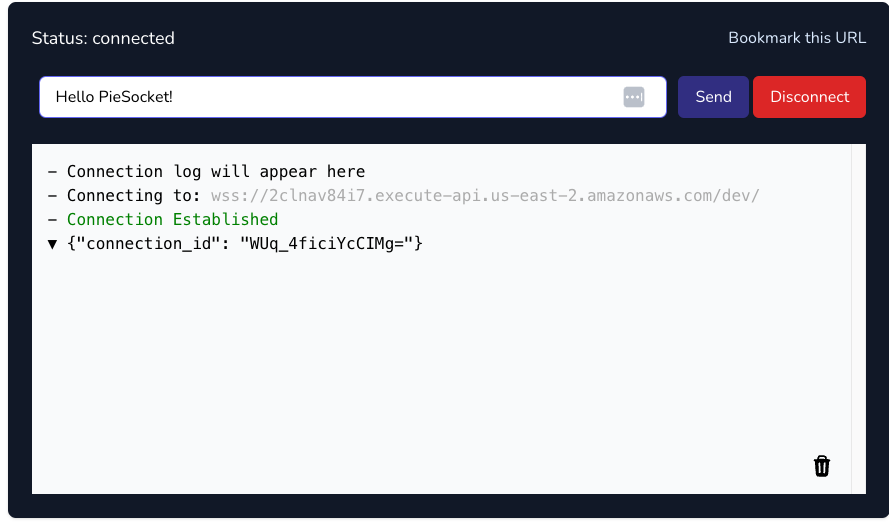 Status: connected
Bookmark this URL
Hello PieSocket!
Send
Disconnect
– Connection log will appear here
– Connecting to: wss://2clnav84i7.execute-api.us-east-2.amazonaws.com/dev/
– Connection Established
▼ {"connection_id": "WUq_4ficiYcCIMg="}